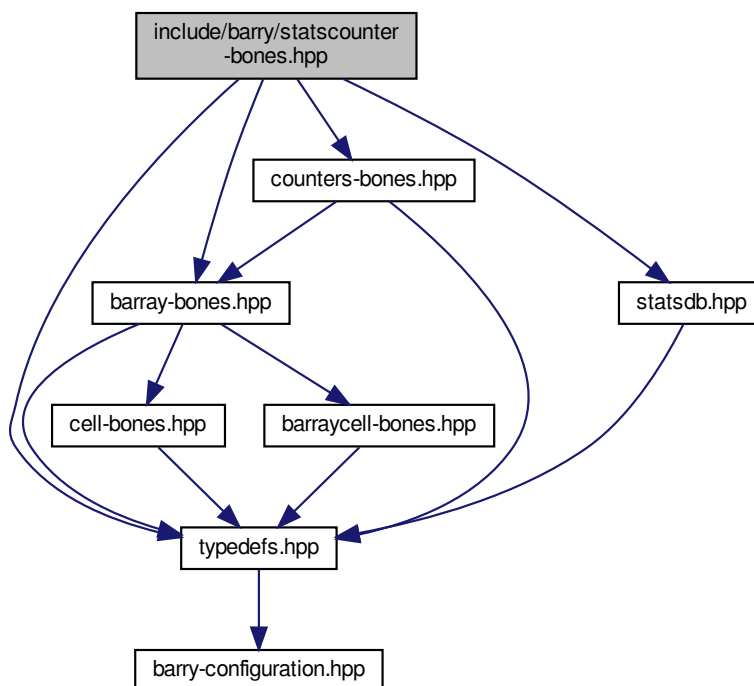 include/barry/statscounter
-bones.hpp
counters-bones.hpp
barray-bones.hpp
statsdb.hpp
cell-bones.hpp
barraycell-bones.hpp
typedefs.hpp
barry-configuration.hpp